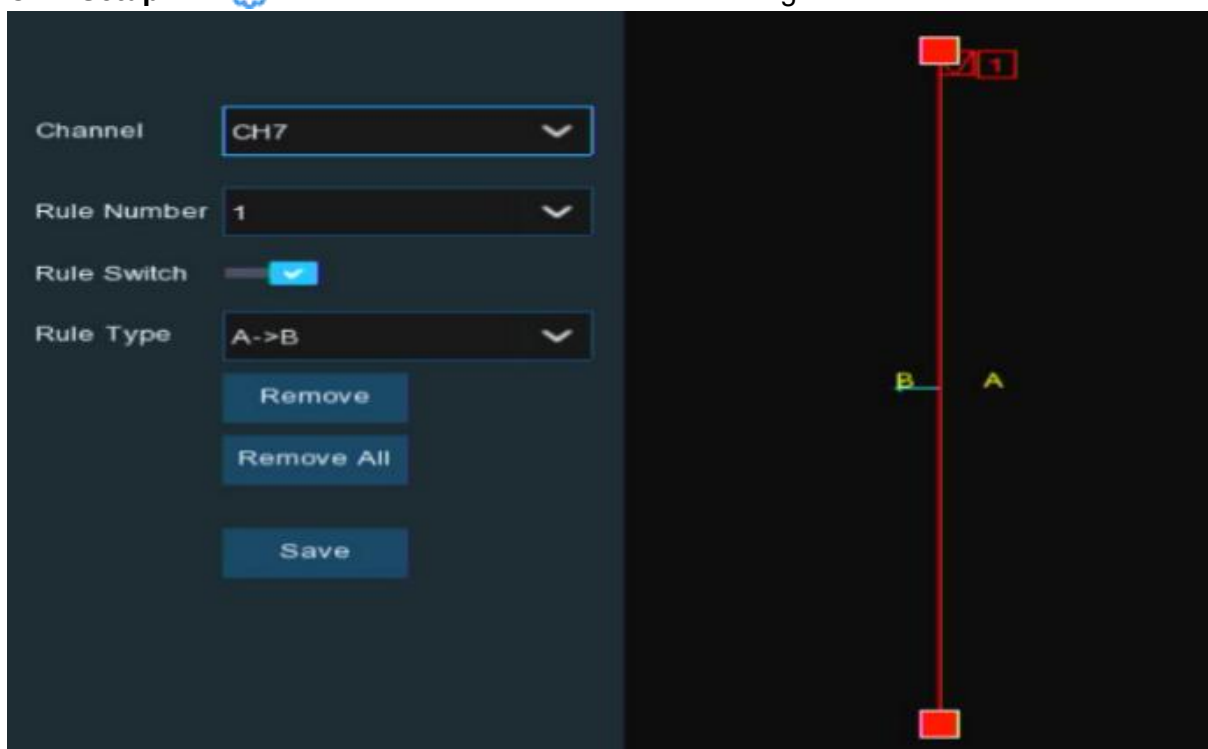 Channel CH7
Rule Number 1
Rule Switch
Rule Type A->B
Remove
Remove All
Save
1
B A